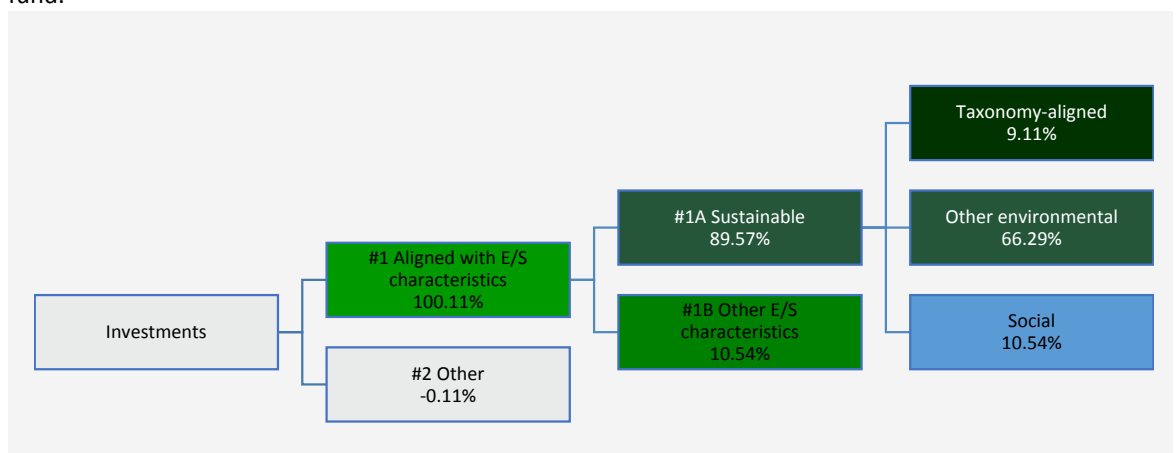 fund.
Taxonomy-aligned
9.11%
#1A Sustainable
89.57%
Other environmental
66.29%
#1 Aligned with E/S
characteristics
100.11%
Investments
#1B Other E/S
characteristics
10.54%
Social
10.54%
#2 Other
-0.11%